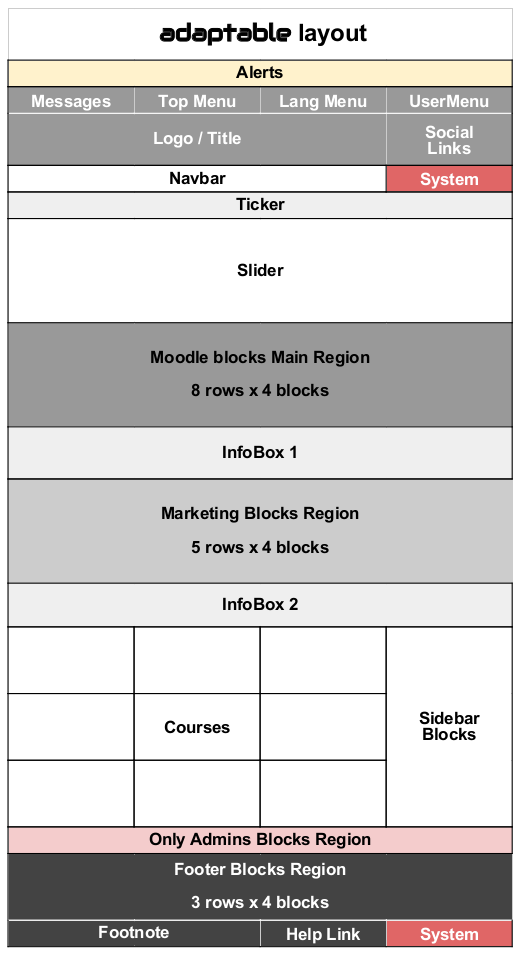 adaptable layout
Alerts
Messages Top Menu Lang Menu UserMenu
Logo / Title
Social
Links
Navbar
System
Ticker
Slider
Moodle blocks Main Region
8 rows x 4 blocks
InfoBox 1
Marketing Blocks Region
5 rows x 4 blocks
InfoBox 2
Courses
Sidebar
Blocks
Only Admins Blocks Region
Footer Blocks Region
3 rows x 4 blocks
Footnote
Help Link
System